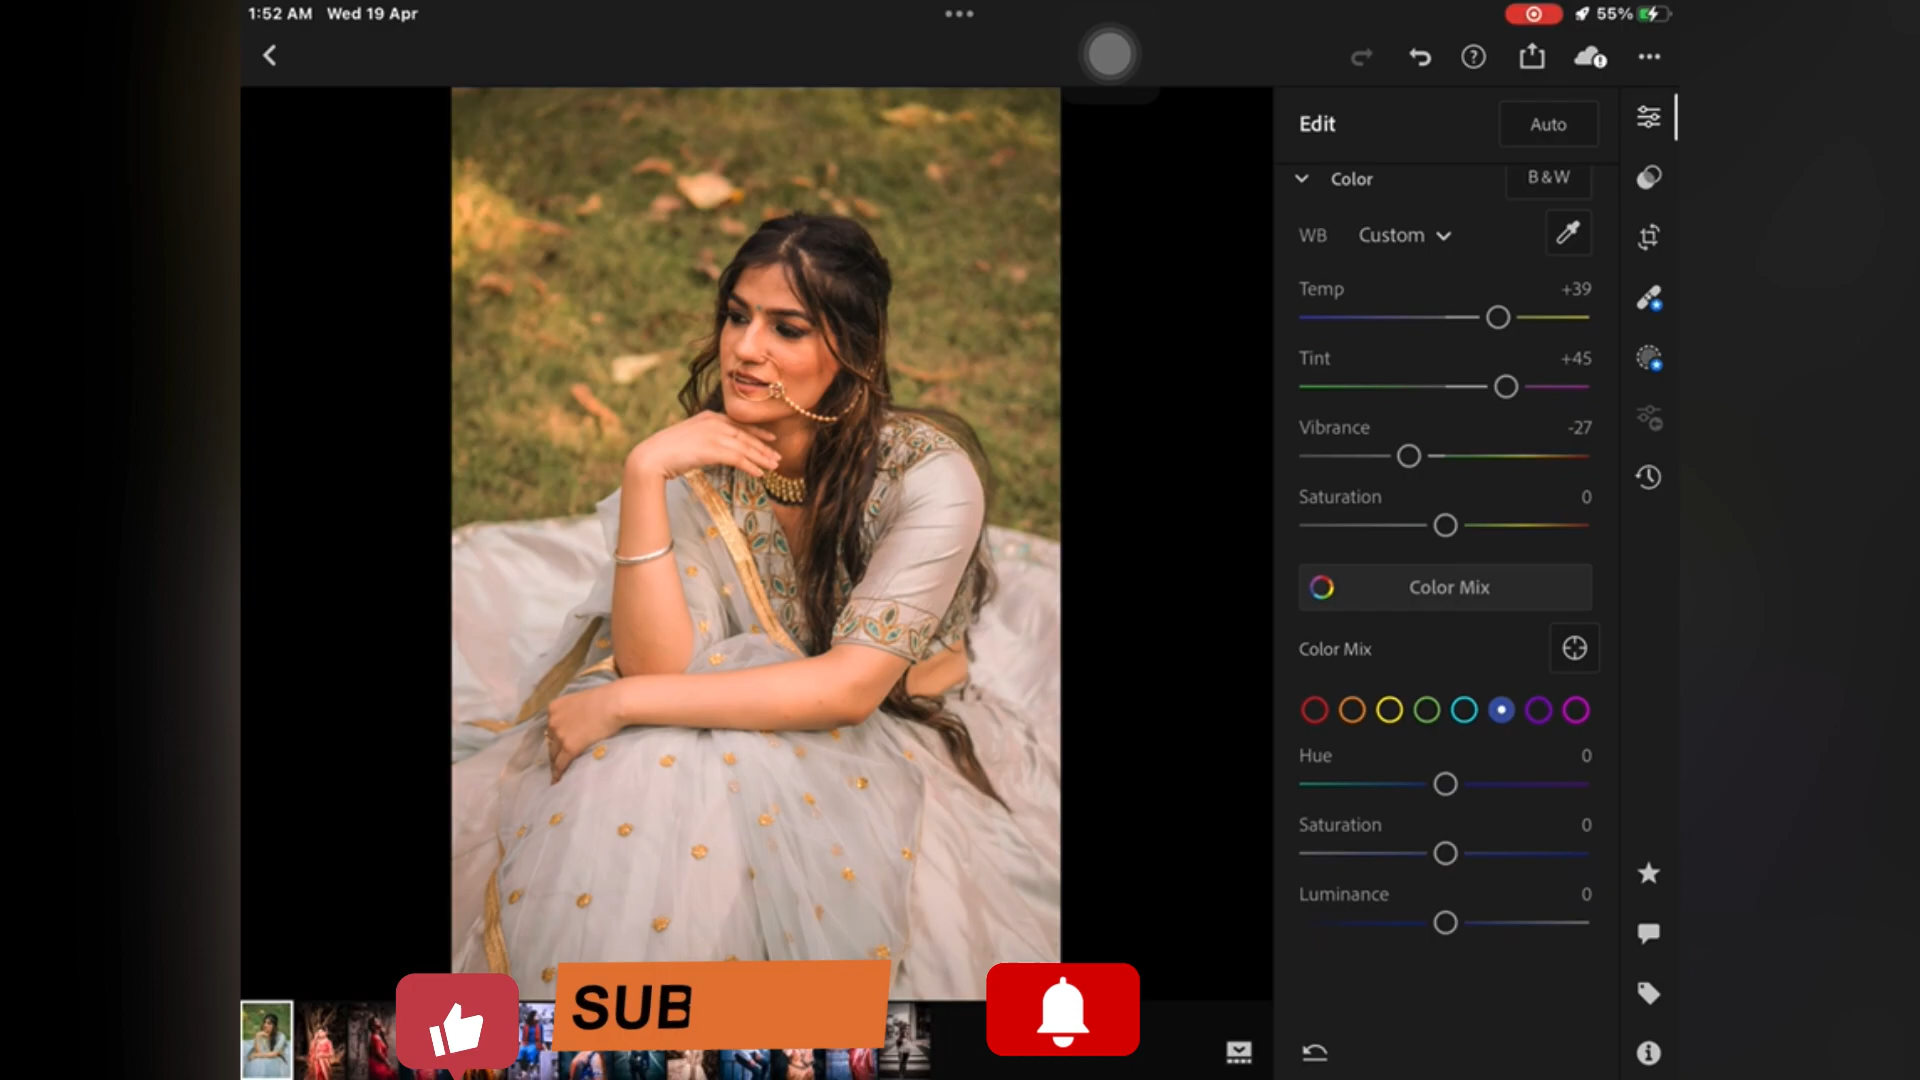 1:52 AM Wed 19 Apr
55%
Edit
Auto
Color
B & W
WB
Custom
Temp
+39
Tint
+45
Vibrance
-27
Saturation
0
Color Mix
Color Mix
Hue
0
Saturation
0
Luminance
0
SUB